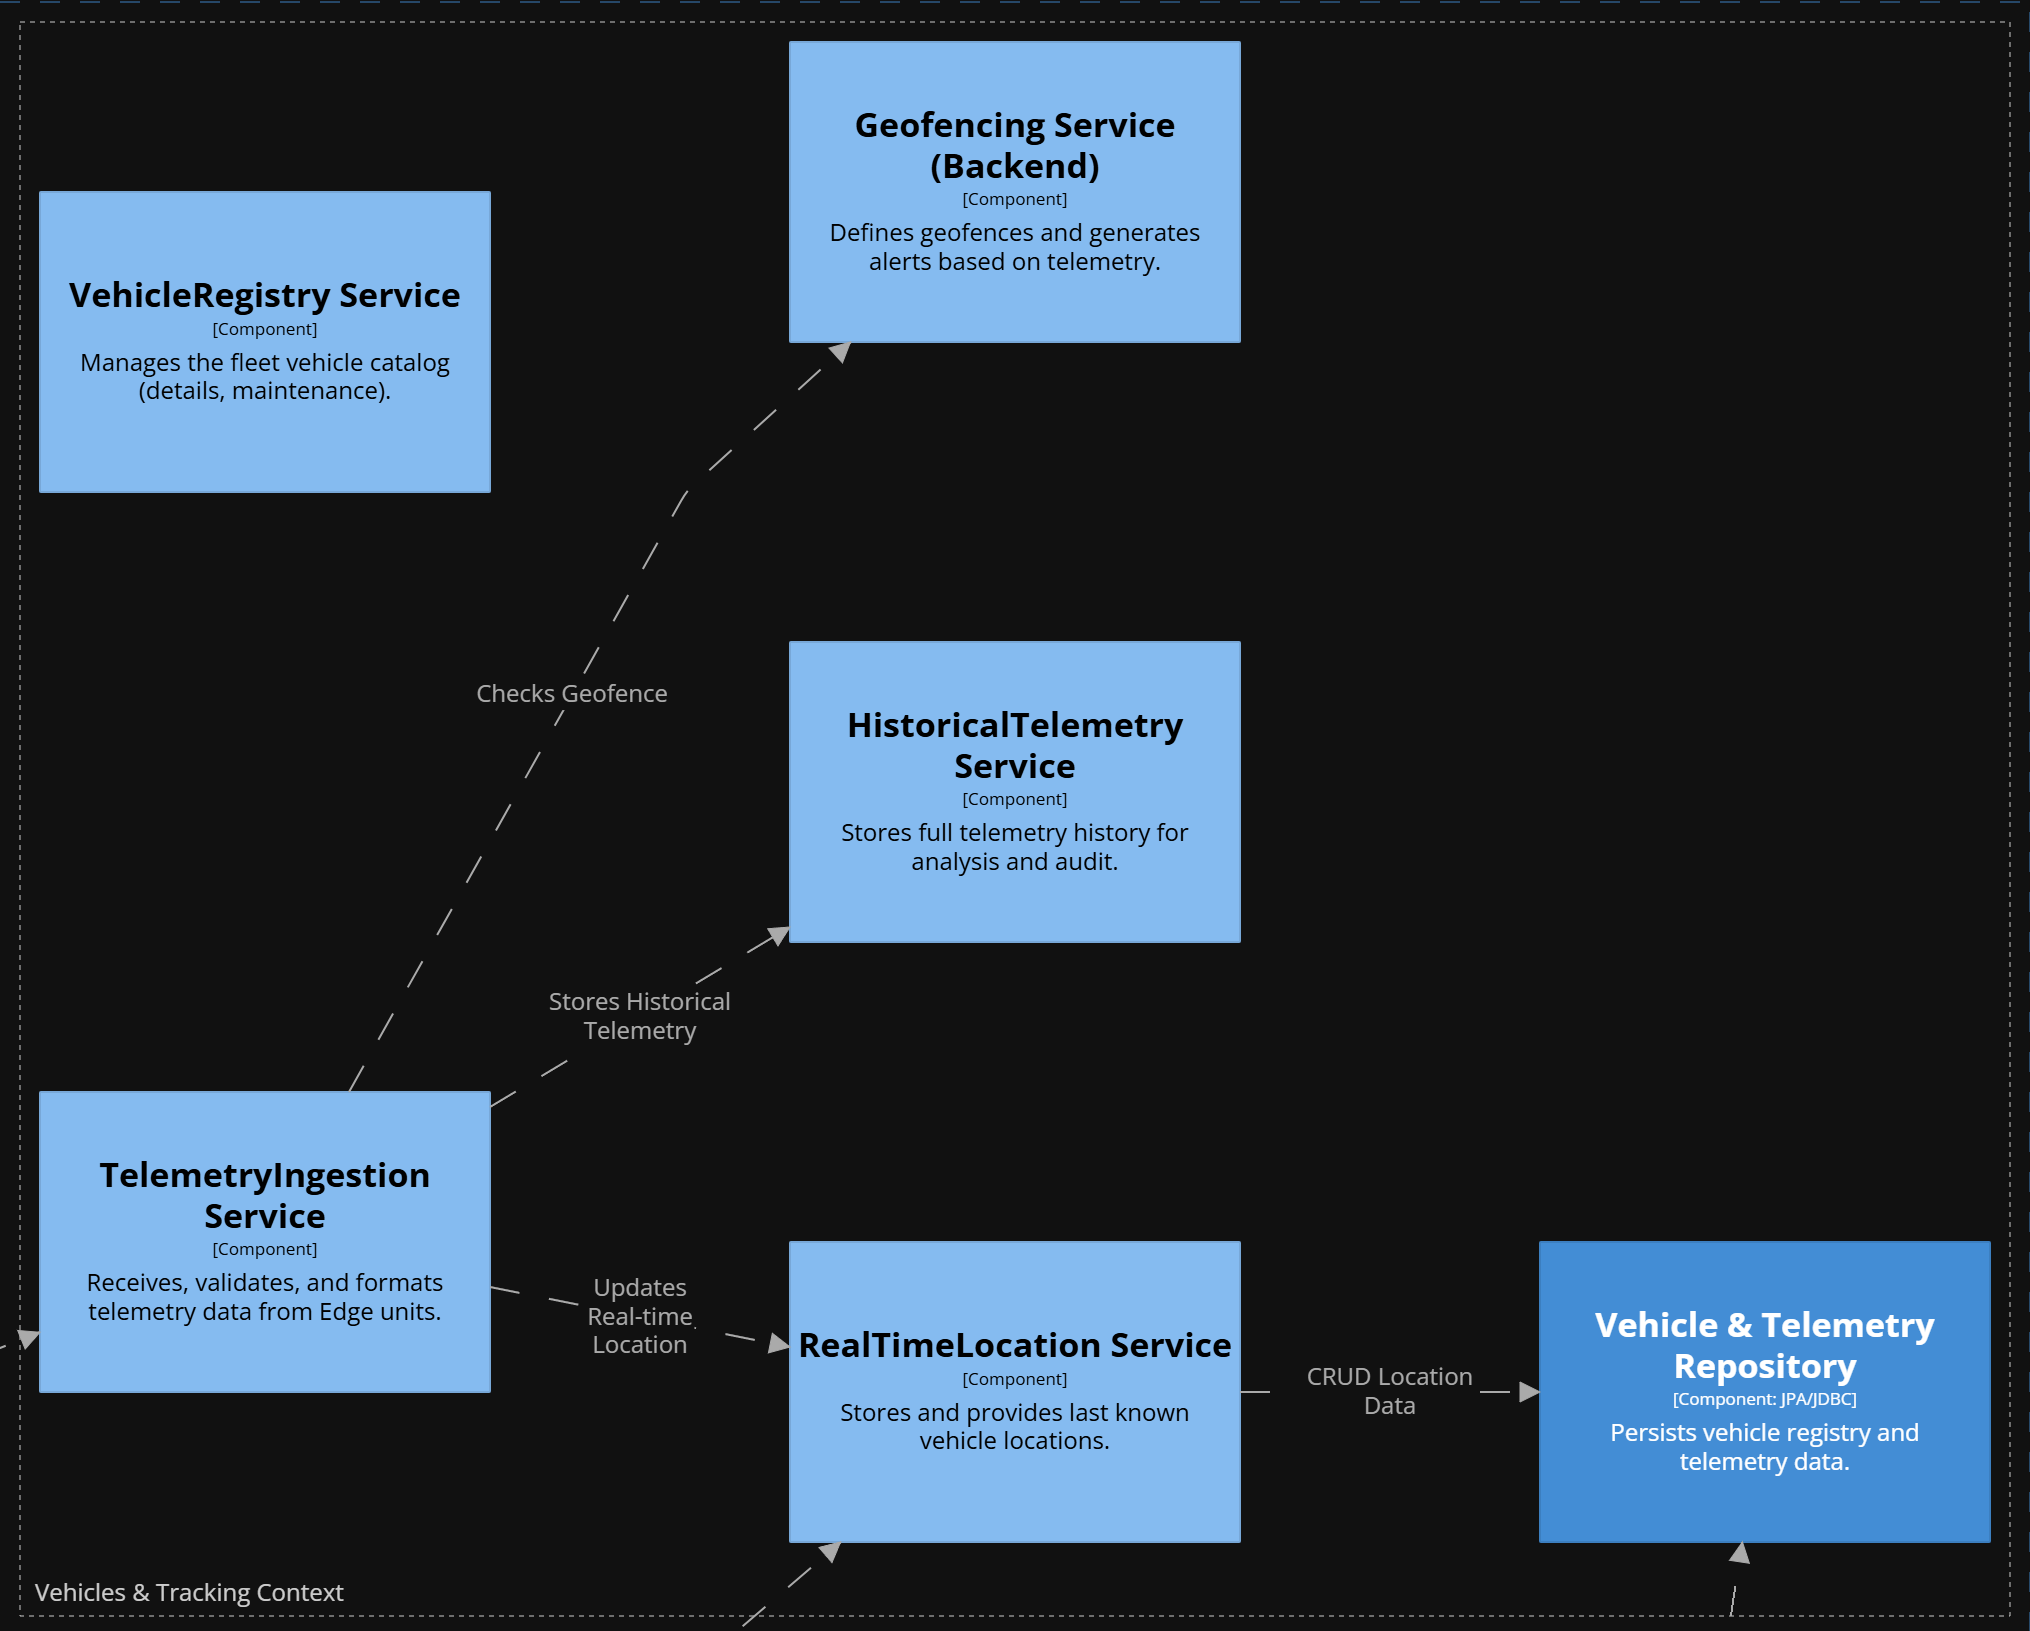 Geofencing Service
(Backend)
[Component]
Defines geofences and generates
alerts based on telemetry.
VehicleRegistry Service
[Component]
Manages the fleet vehicle catalog
(details, maintenance).
Checks Geofence
HistoricalTelemetry
Service
[Component]
Stores full telemetry history for
analysis and audit.
Stores Historical
Telemetry
TelemetryIngestion
Service
[Component]
Receives, validates, and formats
telemetry data from Edge units.
Updates
Real-time
Location
RealTimeLocation Service
[Component]
Stores and provides last known
vehicle locations.
CRUD Location
Data
Vehicle & Telemetry
Repository
[Component: JPA/JDBC]
Persists vehicle registry and
telemetry data.
Vehicles & Tracking Context